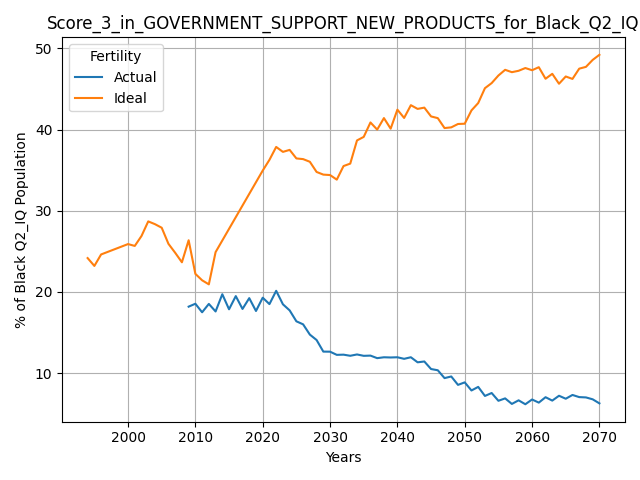 Score_3_in_GOVERNMENT_SUPPORT_NEW_PRODUCTS_for_Black_Q2_IQ
Fertility
Actual
Ideal
50
40
30
20
10
% of Black Q2_IQ Population
2000 2010 2020 2030 2040 2050 2060 2070
Years